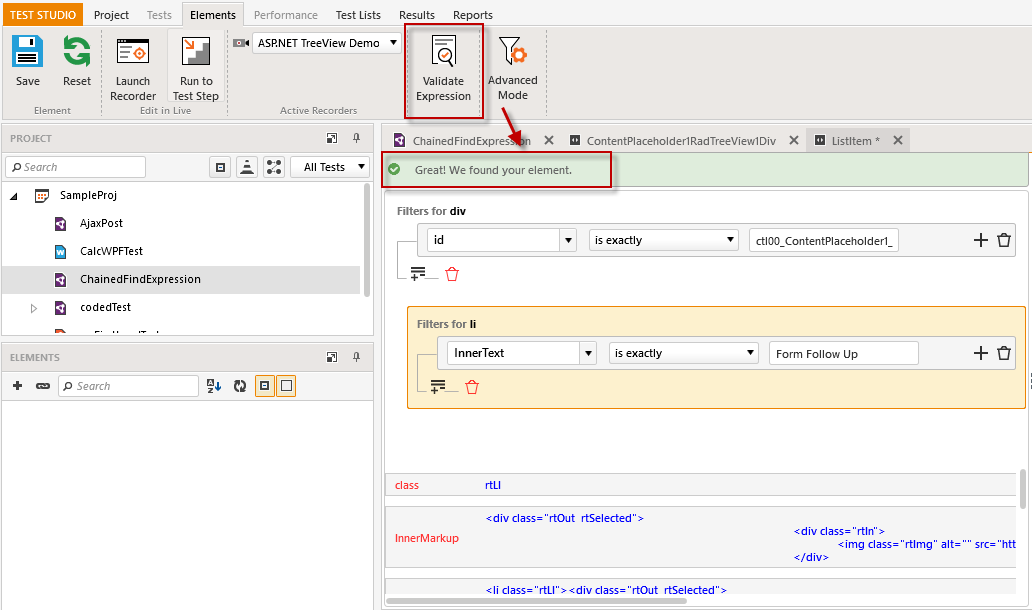 TEST STUDIO Project Tests Elements Performance Test Lists Results Reports
Save Reset Launch Recorder Run to Test Step ASP.NET TreeView Demo Validate Expression Advanced Mode
Element Edit in Live Active Recorders
PROJECT
Search All Tests
SampleProj
AjaxPost
CalcWPFTest
ChainedFindExpression
codedTest
ELEMENTS
Search
ChainedFindExpression ContentPlaceholder1RadTreeView1Div ListItem *
Great! We found your element.
Filters for div
id is exactly ctl00_ContentPlaceholder1_
Filters for li
InnerText is exactly Form Follow Up
class rtLI
InnerMarkup <div class="rtOut rtSelected">
<div class="rtIn">
<img class="rtImg" alt="" src="htt
</div>
<li class="rtLI"><div class="rtOut rtSelected">